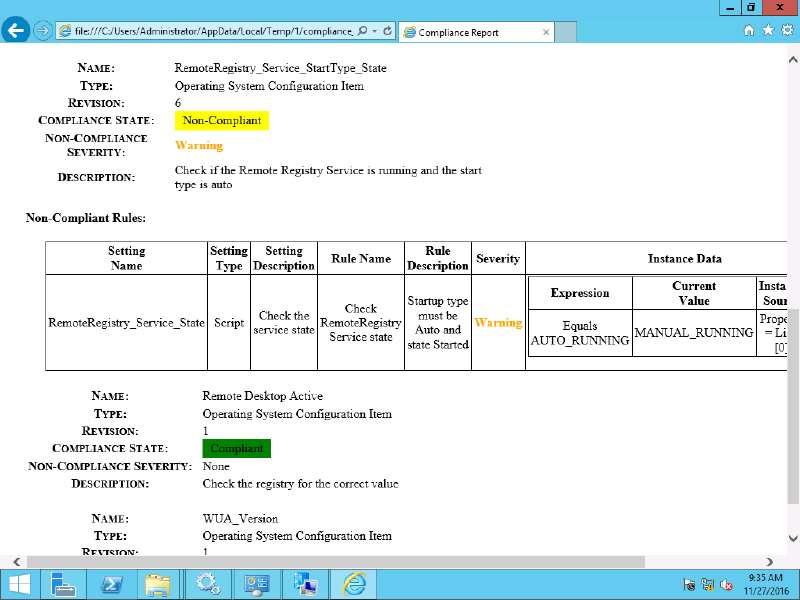 file:///C:/Users/Administrator/AppData/Local/Temp/1/compliance_
Compliance Report
NAME: RemoteRegistry_Service_StartType_State
TYPE: Operating System Configuration Item
REVISION: 6
COMPLIANCE STATE: Non-Compliant
NON-COMPLIANCE
SEVERITY: Warning
DESCRIPTION: Check if the Remote Registry Service is running and the start
type is auto
Non-Compliant Rules:
Setting Name
Setting Type
Setting Description
Rule Name
Rule Description
Severity
Instance Data
RemoteRegistry_Service_State
Script
Check the
service state
Check
RemoteRegistry
Service state
Startup type
must be
Auto and
state Started
Warning
Expression
Current
Value
Insta
Sour
Equals
AUTO_RUNNING
MANUAL_RUNNING
Prope
= Li
[0]
NAME: Remote Desktop Active
TYPE: Operating System Configuration Item
REVISION: 1
COMPLIANCE STATE: Compliant
NON-COMPLIANCE SEVERITY: None
DESCRIPTION: Check the registry for the correct value
NAME: WUA_Version
TYPE: Operating System Configuration Item
REVISION: 1
9:35 AM
11/27/2016